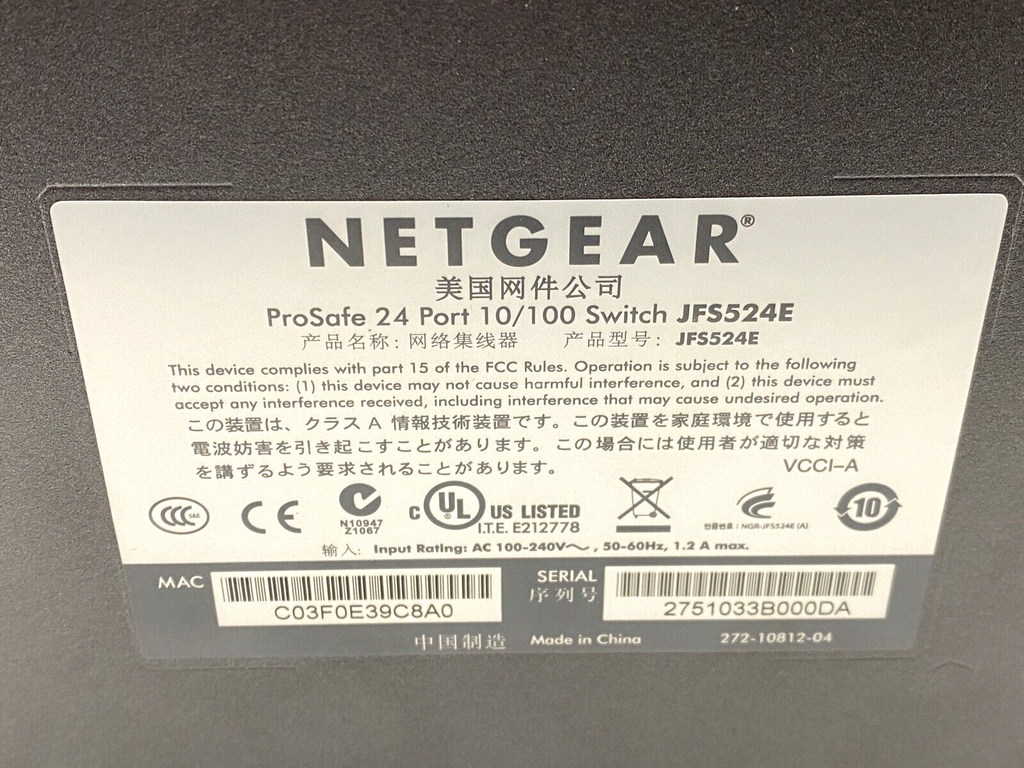 NETGEAR®
美国网件公司
ProSafe 24 Port 10/100 Switch JFS524E
产品名称: 网络集线器 产品型号: JFS524E
This device complies with part 15 of the FCC Rules. Operation is subject to the following
two conditions: (1) this device may not cause harmful interference, and (2) this device must
accept any interference received, including interference that may cause undesired operation.
この装置は、クラス A 情報技術装置です。この装置を家庭環境で使用すると
電波妨害を引き起こすことがあります。この場合には使用者が適切な対策
を講ずるよう要求されることがあります。 VCCI-A
CCC S&E CE N10947 Z1067 C UL US LISTED I.T.E. E212778 인증번호 : NGR-JFS524E (A) 10
输入: Input Rating: AC 100-240V～, 50-60Hz, 1.2 A max.
MAC C03F0E39C8A0
SERIAL 序列号 2751033B000DA
中国制造 Made in China 272-10812-04